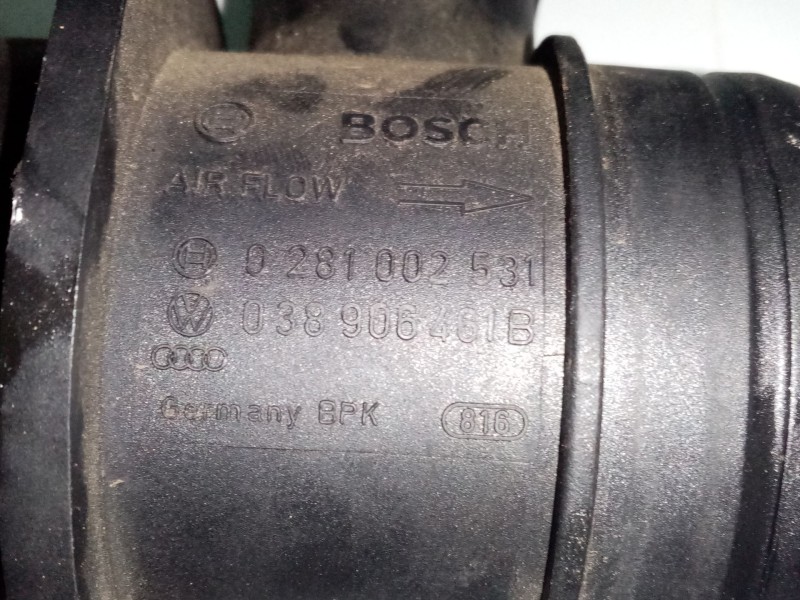 BOSCH
AIR FLOW
0 281 002 531
038 906 461B
Germany BPK
816